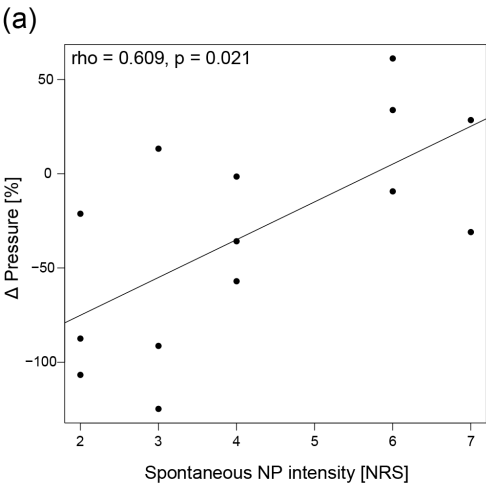 (a)
rho = 0.609, p = 0.021
50
0
−50
−100
Δ Pressure [%]
2 3 4 5 6 7
Spontaneous NP intensity [NRS]